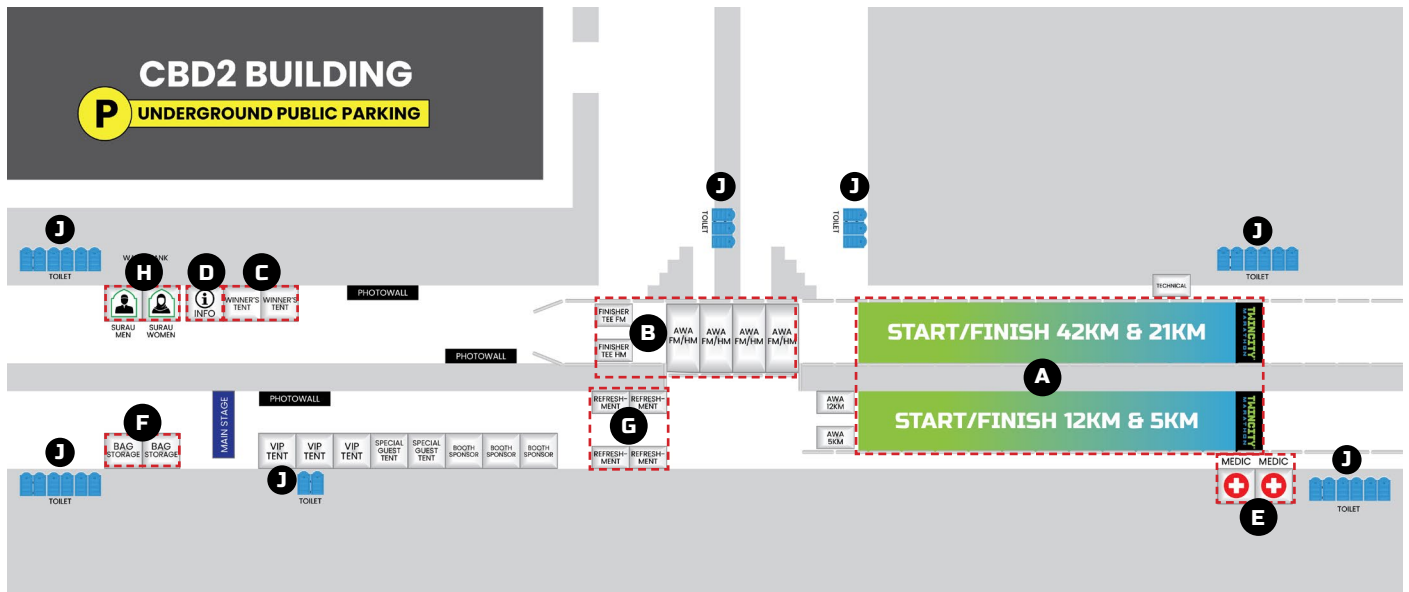 CBD2 BUILDING
P
UNDERGROUND PUBLIC PARKING
J
TOILET
J
TOILET
J
TOILET
J
TOILET
H
SURAU
MEN
SURAU
WOMEN
D
INFO
C
WINNER'S
TENT
WINNER'S
TENT
PHOTOWALL
PHOTOWALL
FINISHER
TEE FM
FINISHER
TEE HM
B
AWA
FM/HM
AWA
FM/HM
AWA
FM/HM
AWA
FM/HM
TECHNICAL
START/FINISH 42KM & 21KM
TWINCITY
MARATHON
A
START/FINISH 12KM & 5KM
TWINCITY
MARATHON
AWA
12KM
AWA
5KM
F
BAG
STORAGE
BAG
STORAGE
MAIN STAGE
PHOTOWALL
VIP
TENT
VIP
TENT
VIP
TENT
SPECIAL
GUEST
TENT
SPECIAL
GUEST
TENT
BOOTH
SPONSOR
BOOTH
SPONSOR
BOOTH
SPONSOR
REFRESH-
MENT
REFRESH-
MENT
G
REFRESH-
MENT
REFRESH-
MENT
J
TOILET
J
TOILET
MEDIC
MEDIC
E
J
TOILET